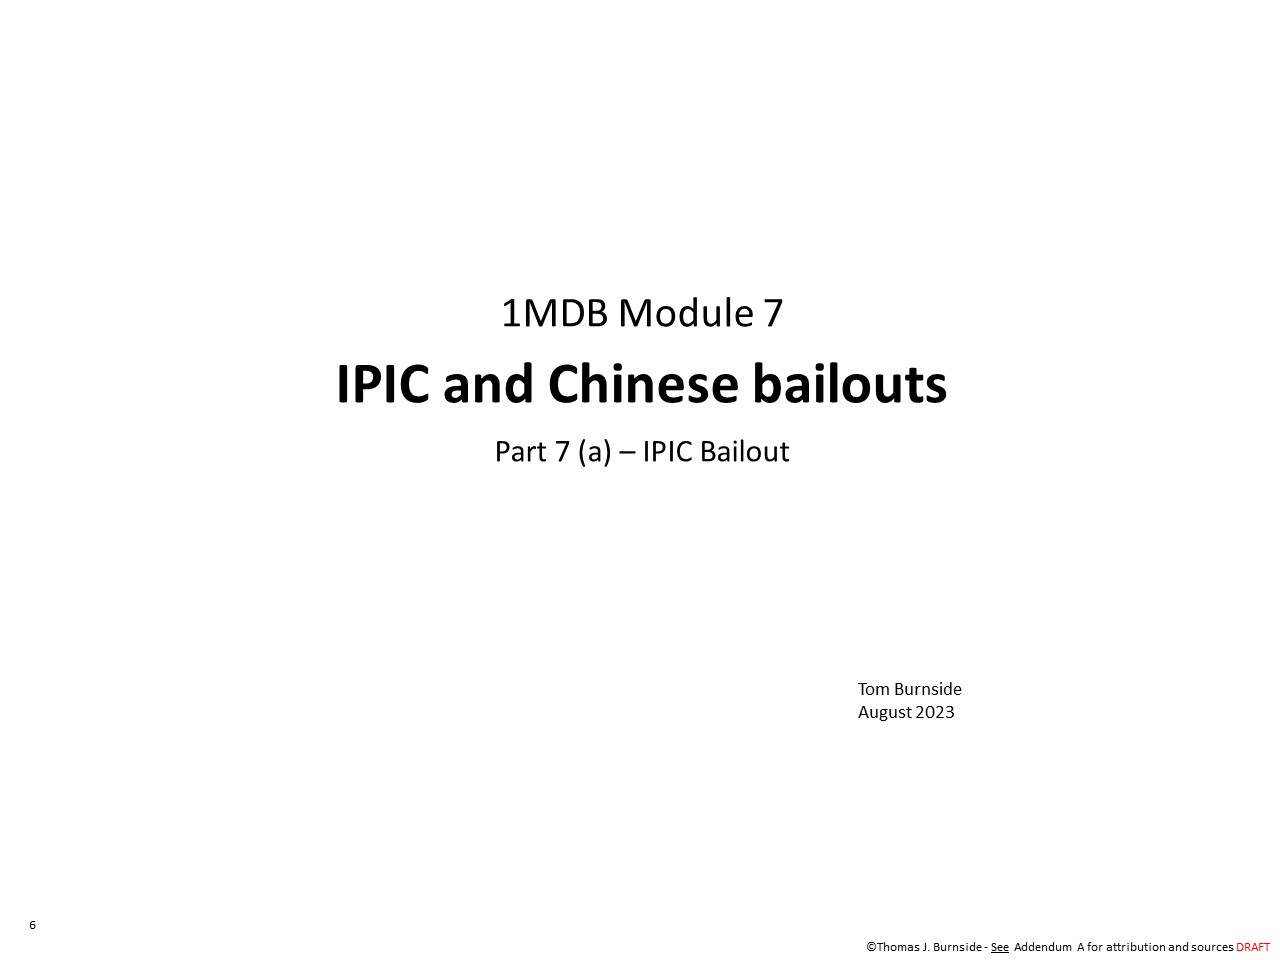 1MDB Module 7
IPIC and Chinese bailouts
Part 7 (a) – IPIC Bailout
Tom Burnside
August 2023
6
©Thomas J. Burnside - See Addendum A for attribution and sources DRAFT